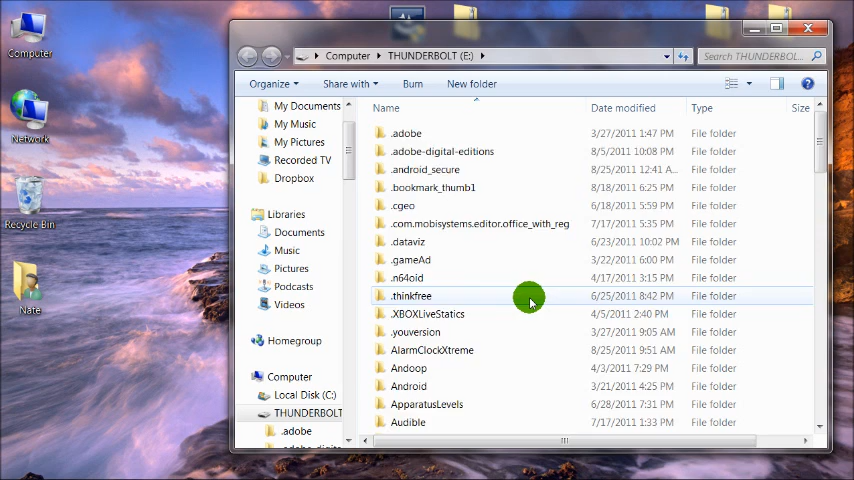 Computer
Network
Recycle Bin
Nate
Computer
THUNDERBOLT (E:)
Search THUNDERBOL...
Organize
Share with
Burn
New folder
My Documents
My Music
My Pictures
Recorded TV
Dropbox
Libraries
Documents
Music
Pictures
Podcasts
Videos
Homegroup
Computer
Local Disk (C:)
THUNDERBOLT
.adobe
Name Date modified Type Size
.adobe 3/27/2011 1:47 PM File folder
.adobe-digital-editions 8/5/2011 10:08 PM File folder
.android_secure 8/25/2011 12:41 A... File folder
.bookmark_thumb1 8/18/2011 6:25 PM File folder
.cgeo 8/18/2011 5:59 PM File folder
.com.mobisystems.editor.office_with_reg 7/17/2011 5:35 PM File folder
.dataviz 6/23/2011 10:02 PM File folder
.gameAd 3/22/2011 6:00 PM File folder
.n64oid 4/17/2011 3:15 PM File folder
.thinkfree 6/25/2011 8:42 PM File folder
.XBOXLiveStatics 4/5/2011 2:40 PM File folder
.youversion 3/27/2011 9:05 AM File folder
AlarmClockXtreme 8/25/2011 9:51 AM File folder
Andoop 4/3/2011 7:29 PM File folder
Android 3/21/2011 4:25 PM File folder
ApparatusLevels 6/28/2011 7:31 PM File folder
Audible 7/17/2011 1:33 PM File folder